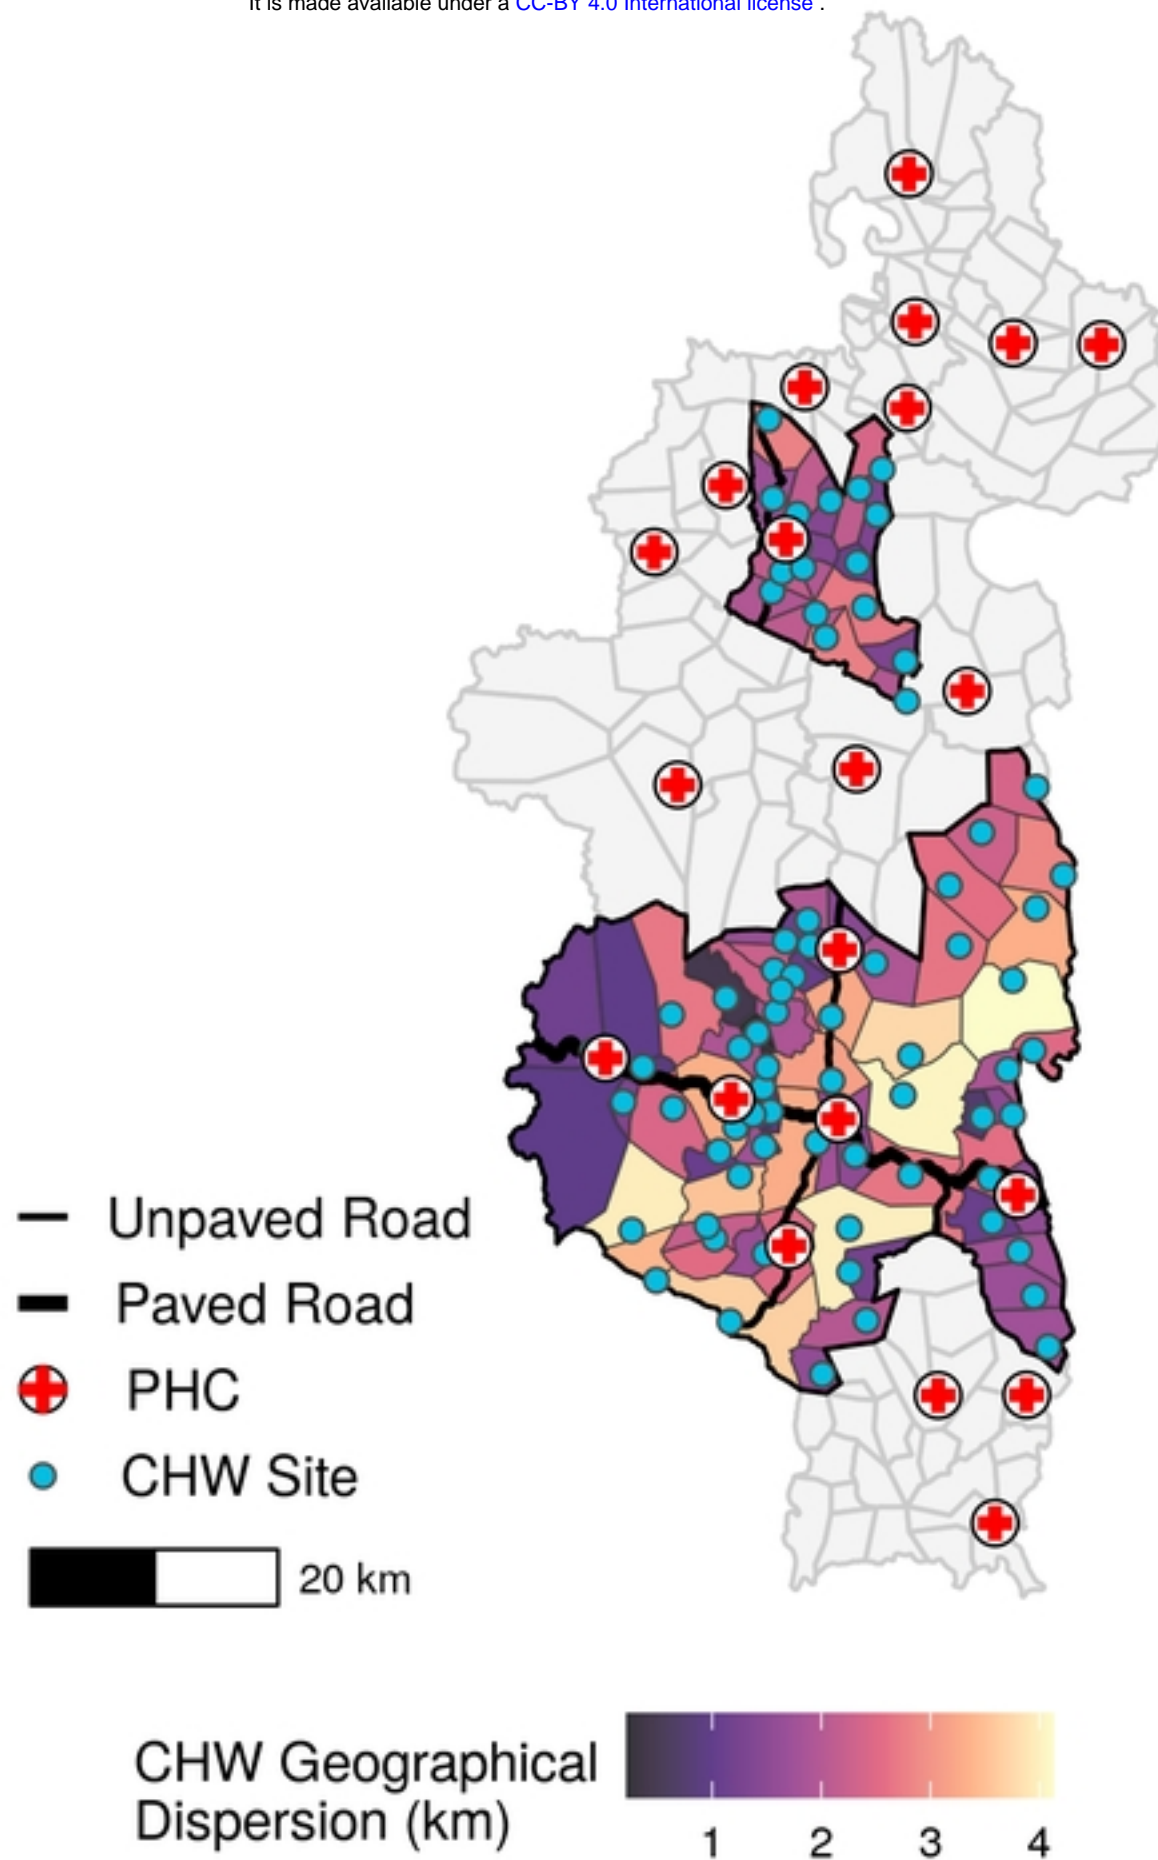 It is made available under a CC-BY 4.0 International license .
Unpaved Road
Paved Road
PHC
CHW Site
20 km
CHW Geographical
Dispersion (km)
1 2 3 4